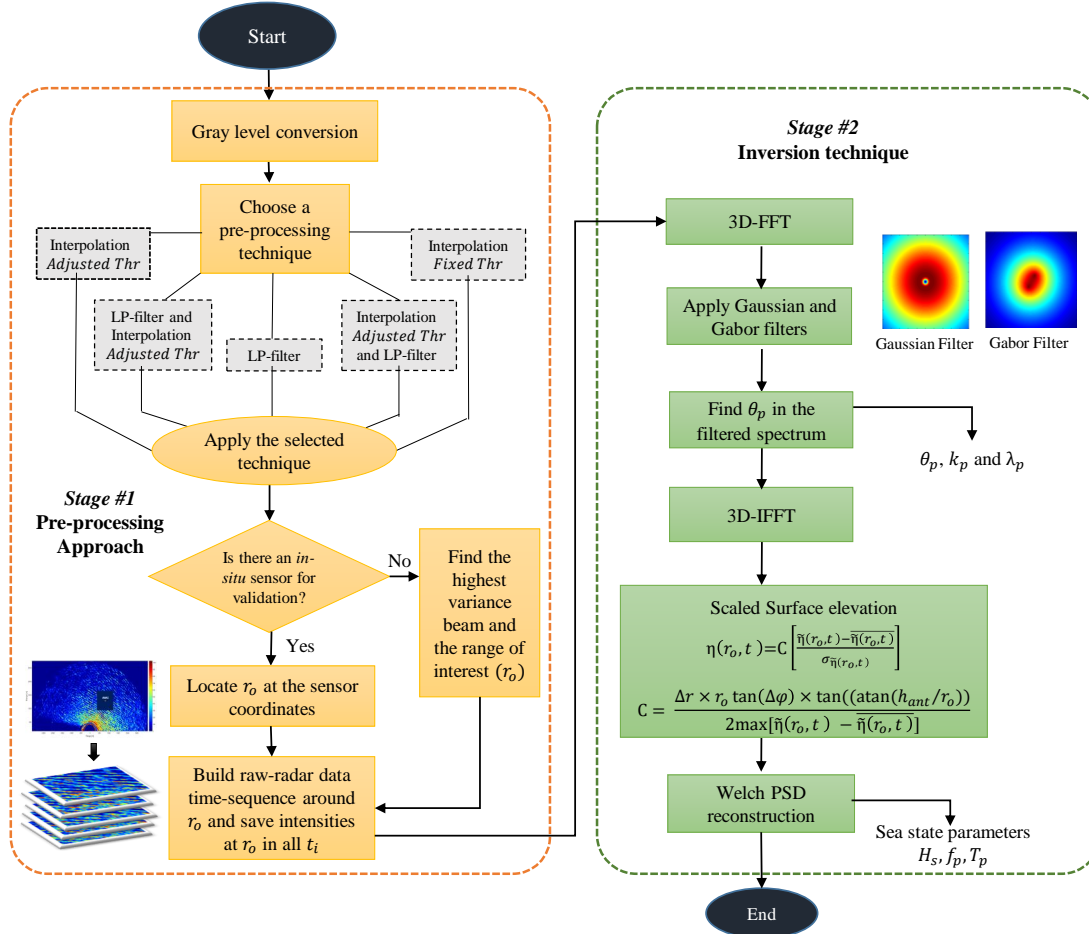 Start
Gray level conversion
Choose a
pre-processing
technique
Interpolation
Adjusted Thr
Interpolation
Fixed Thr
LP-filter and
Interpolation
Adjusted Thr
LP-filter
Interpolation
Adjusted Thr
and LP-filter
Apply the selected
technique
Stage #1
Pre-processing
Approach
Is there an in-
situ sensor for
validation?
No
Yes
Find the
highest
variance
beam and
the range of
interest (r_o)
Locate r_o at the sensor
coordinates
Build raw-radar data
time-sequence around
r_o and save intensities
at r_o in all t_i
Stage #2
Inversion technique
3D-FFT
Apply Gaussian and
Gabor filters
Gaussian Filter
Gabor Filter
Find θ_p in the
filtered spectrum
θ_p, k_p and λ_p
3D-IFFT
Scaled Surface elevation
η(r_o, t)=C[(η̃(r_o,t)−\overline{η̃(r_o,t)})/σ_{η̃(r_o,t)}]
C = (Δr × r_o tan(Δφ) × tan((atan(h_ant/r_o)))/(2max[η̃(r_o, t) − \overline{η̃(r_o, t)}])
Welch PSD
reconstruction
Sea state parameters
H_s, f_p, T_p
End